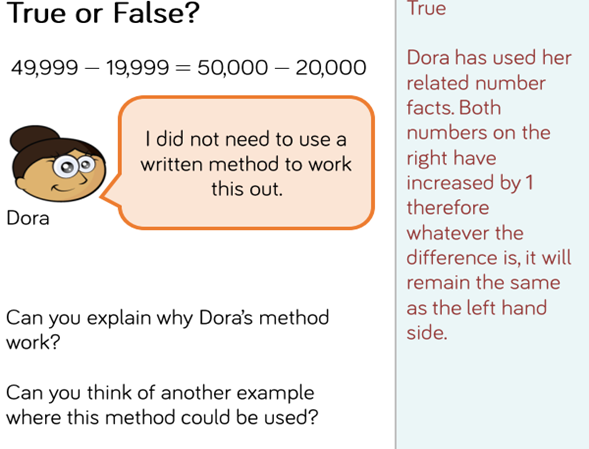 True or False?
49,999 − 19,999 = 50,000 − 20,000
I did not need to use a
written method to work
this out.
Dora
Can you explain why Dora's method
work?
Can you think of another example
where this method could be used?
True
Dora has used her
related number
facts. Both
numbers on the
right have
increased by 1
therefore
whatever the
difference is, it will
remain the same
as the left hand
side.